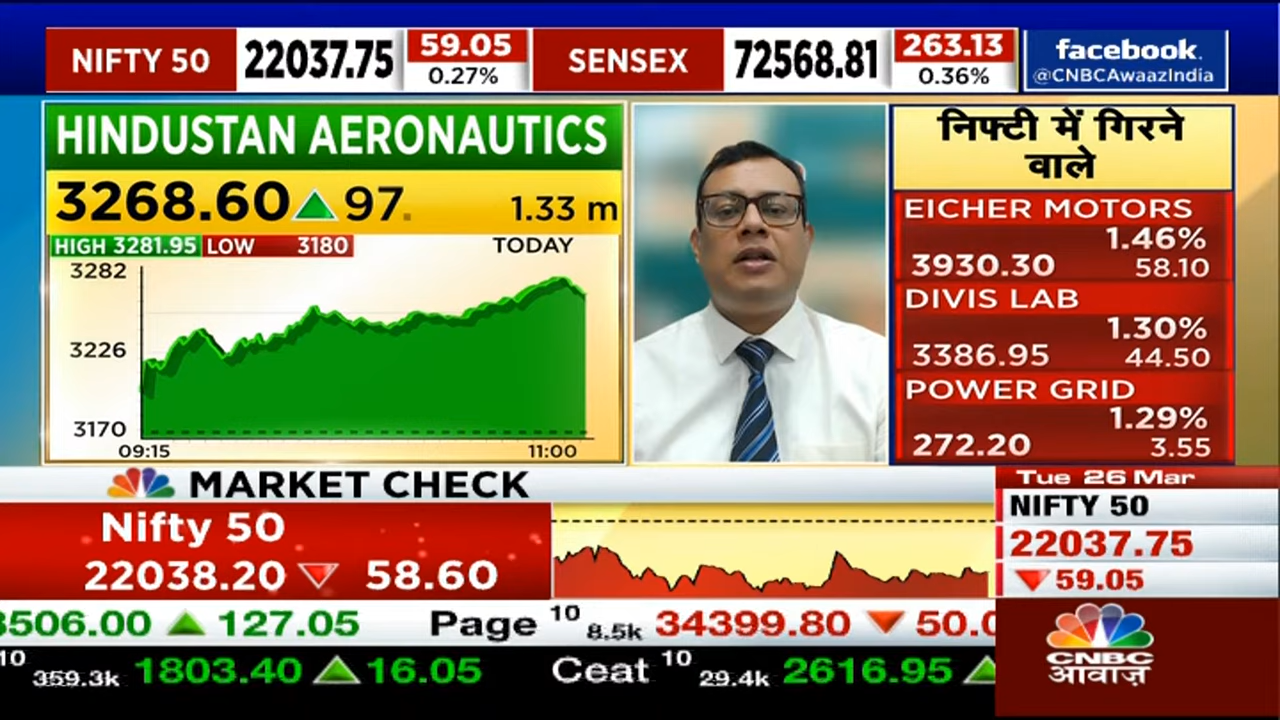 NIFTY 50 22037.75 59.05 0.27% SENSEX 72568.81 263.13 0.36% facebook. @CNBCAwaazIndia
HINDUSTAN AERONAUTICS
3268.60 97. 1.33 m
HIGH 3281.95 LOW 3180 TODAY
3282
3226
3170
09:15 11:00
निफ्टी में गिरने
वाले
EICHER MOTORS
1.46%
3930.30 58.10
DIVIS LAB
1.30%
3386.95 44.50
POWER GRID
1.29%
272.20 3.55
MARKET CHECK
Nifty 50
22038.20 58.60
Tue 26 Mar
NIFTY 50
22037.75
59.05
3506.00 127.05 Page 10 8.5k 34399.80 50.0
10 359.3k 1803.40 16.05 Ceat 10 29.4k 2616.95
CNBC
आवाज़